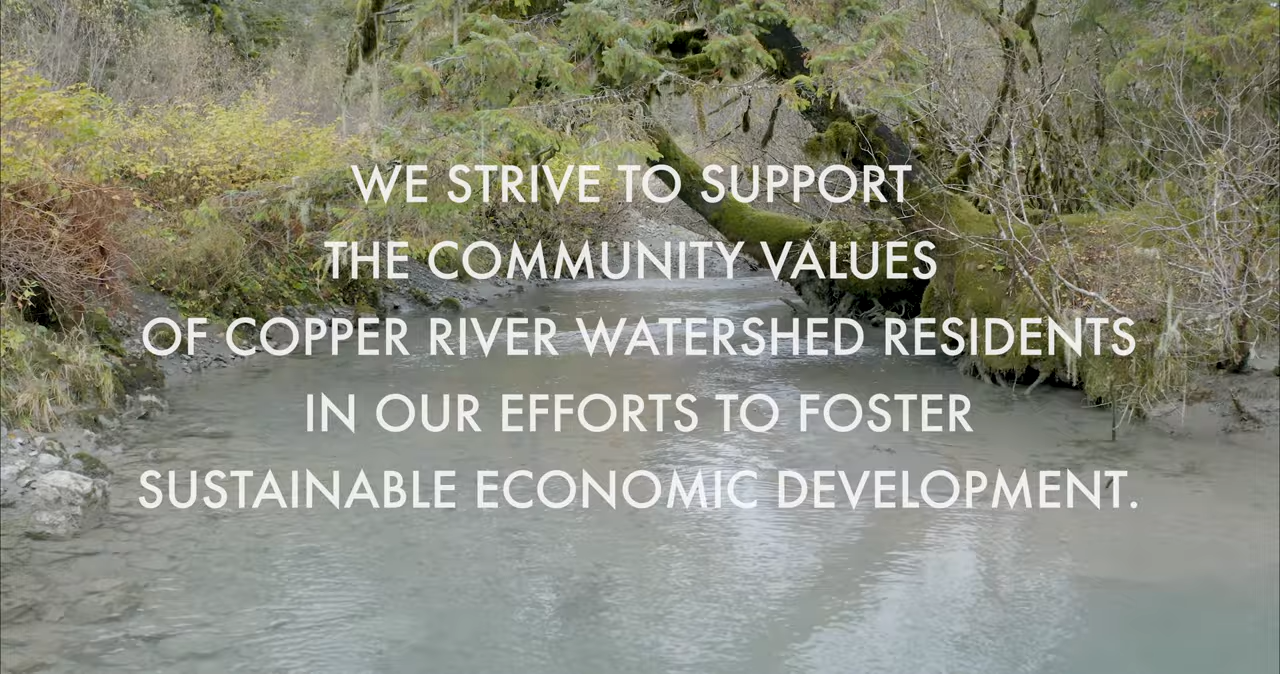 WE STRIVE TO SUPPORT
THE COMMUNITY VALUES
OF COPPER RIVER WATERSHED RESIDENTS
IN OUR EFFORTS TO FOSTER
SUSTAINABLE ECONOMIC DEVELOPMENT.